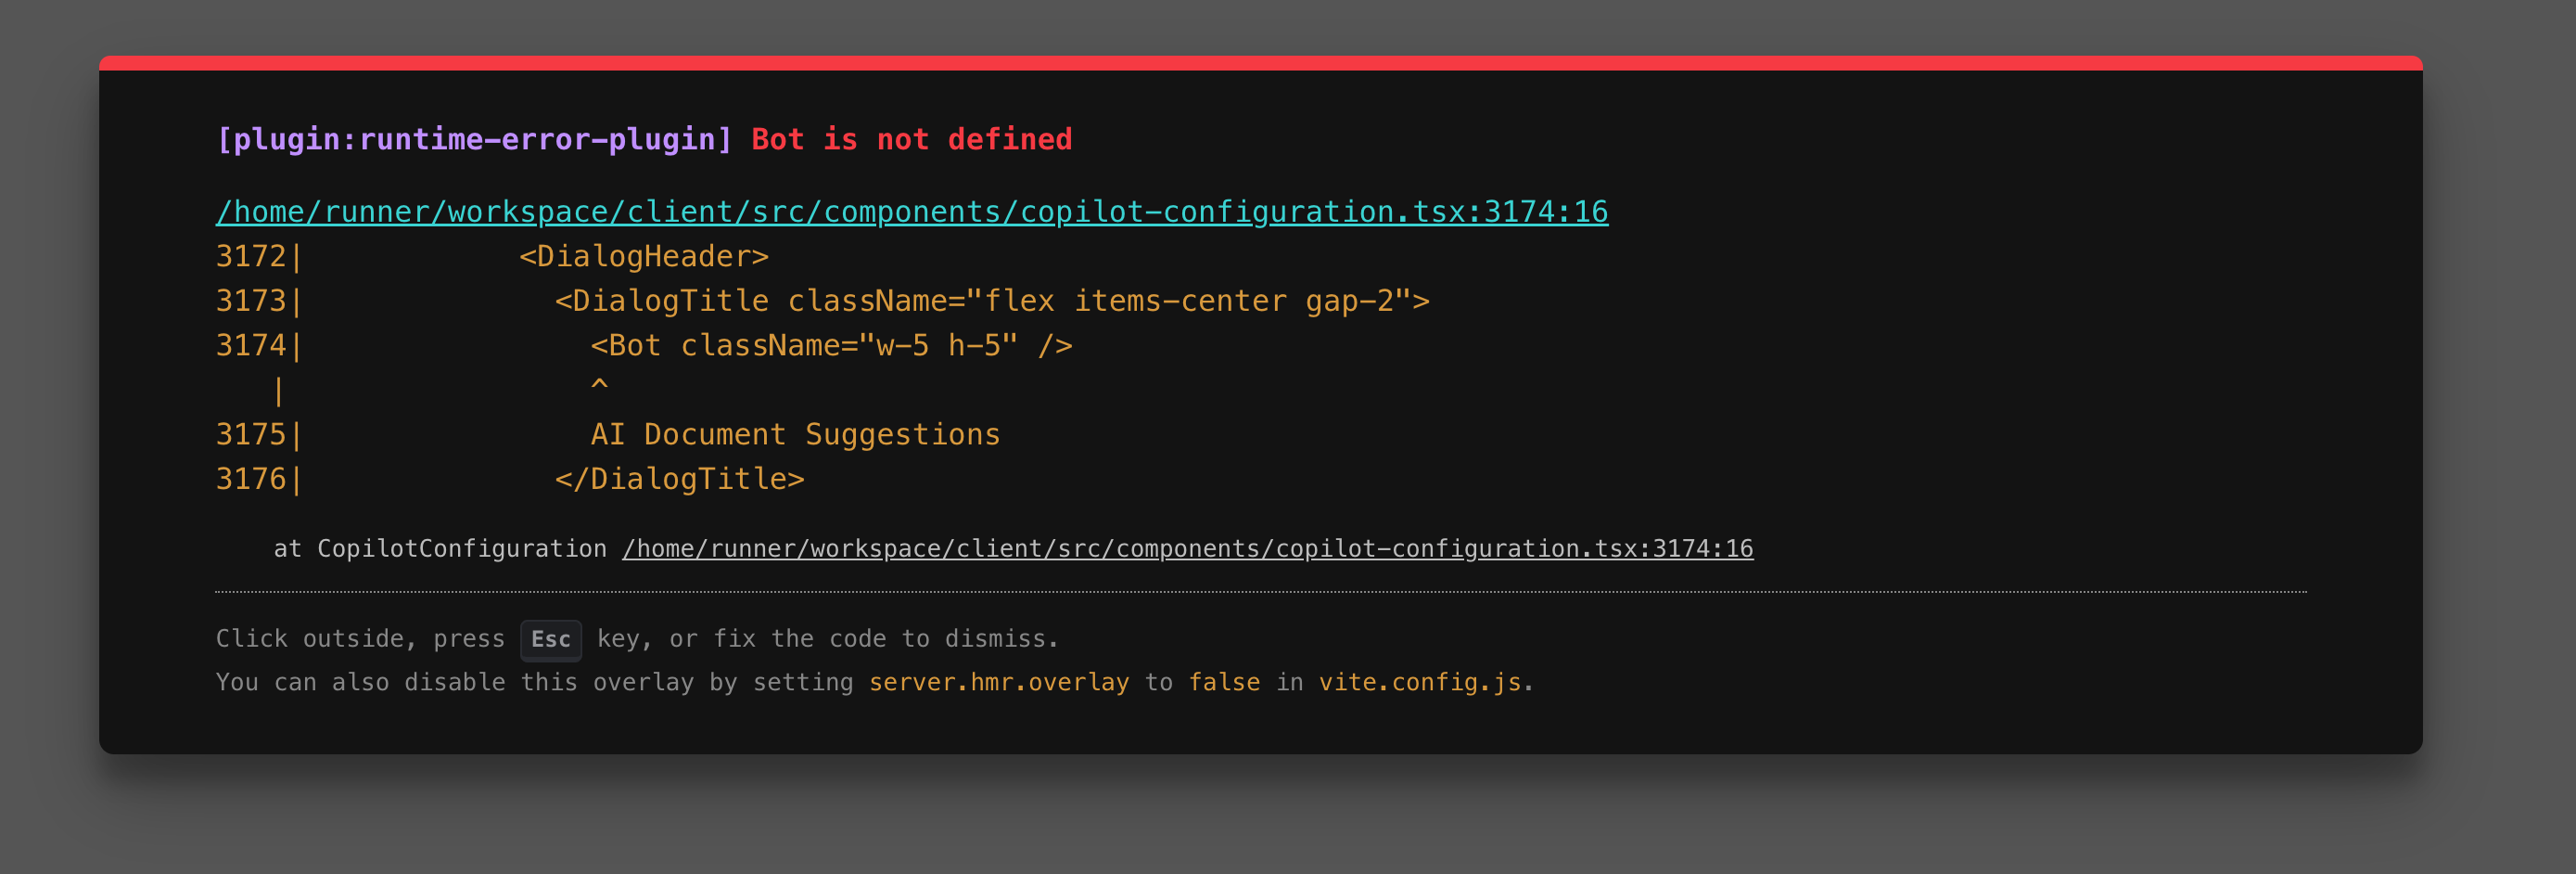 [plugin:runtime-error-plugin] Bot is not defined
/home/runner/workspace/client/src/components/copilot-configuration.tsx:3174:16
3172|            <DialogHeader>
3173|              <DialogTitle className="flex items-center gap-2">
3174|                <Bot className="w-5 h-5" />
   |                 ^
3175|                AI Document Suggestions
3176|              </DialogTitle>
    at CopilotConfiguration /home/runner/workspace/client/src/components/copilot-configuration.tsx:3174:16
Click outside, press Esc key, or fix the code to dismiss.
You can also disable this overlay by setting server.hmr.overlay to false in vite.config.js.